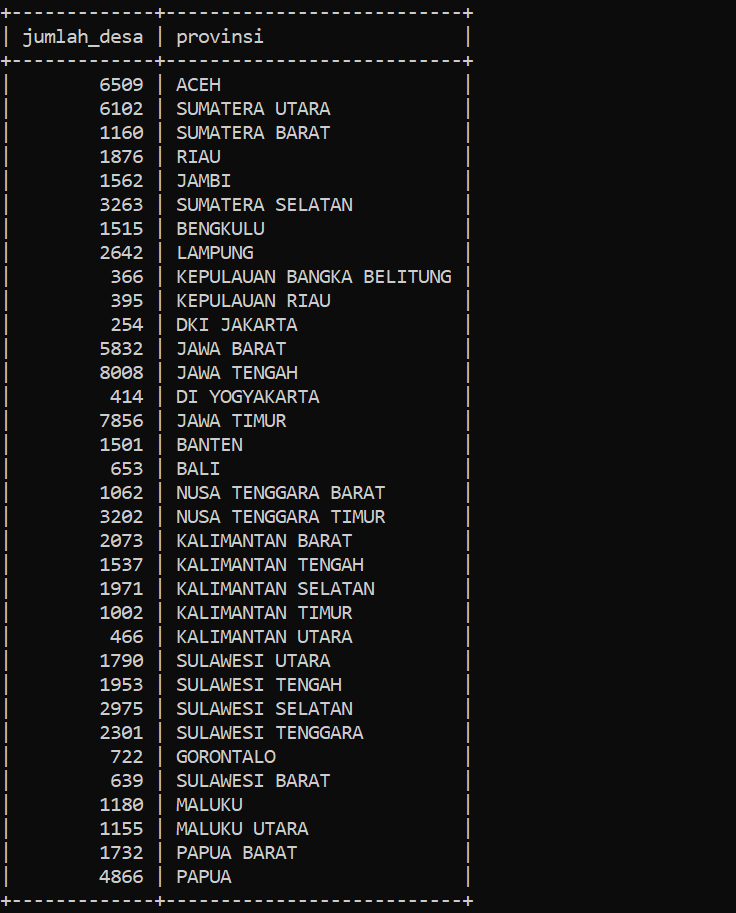 +-------------+---------------------------+
| jumlah_desa | provinsi                  |
+-------------+---------------------------+
|        6509 | ACEH                      |
|        6102 | SUMATERA UTARA            |
|        1160 | SUMATERA BARAT            |
|        1876 | RIAU                      |
|        1562 | JAMBI                     |
|        3263 | SUMATERA SELATAN          |
|        1515 | BENGKULU                  |
|        2642 | LAMPUNG                   |
|         366 | KEPULAUAN BANGKA BELITUNG |
|         395 | KEPULAUAN RIAU            |
|         254 | DKI JAKARTA               |
|        5832 | JAWA BARAT                |
|        8008 | JAWA TENGAH               |
|         414 | DI YOGYAKARTA             |
|        7856 | JAWA TIMUR                |
|        1501 | BANTEN                    |
|         653 | BALI                      |
|        1062 | NUSA TENGGARA BARAT       |
|        3202 | NUSA TENGGARA TIMUR       |
|        2073 | KALIMANTAN BARAT          |
|        1537 | KALIMANTAN TENGAH         |
|        1971 | KALIMANTAN SELATAN        |
|        1002 | KALIMANTAN TIMUR          |
|         466 | KALIMANTAN UTARA          |
|        1790 | SULAWESI UTARA            |
|        1953 | SULAWESI TENGAH           |
|        2975 | SULAWESI SELATAN          |
|        2301 | SULAWESI TENGGARA         |
|         722 | GORONTALO                 |
|         639 | SULAWESI BARAT            |
|        1180 | MALUKU                    |
|        1155 | MALUKU UTARA              |
|        1732 | PAPUA BARAT               |
|        4866 | PAPUA                     |
+-------------+---------------------------+